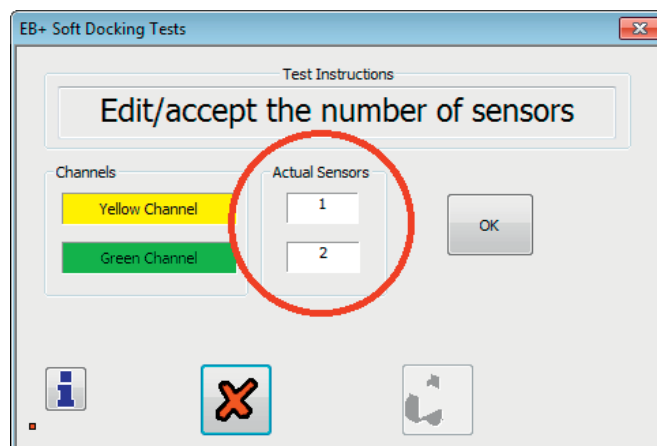 EB+ Soft Docking Tests
Test Instructions
Edit/accept the number of sensors
Channels
Actual Sensors
Yellow Channel
1
OK
Green Channel
2